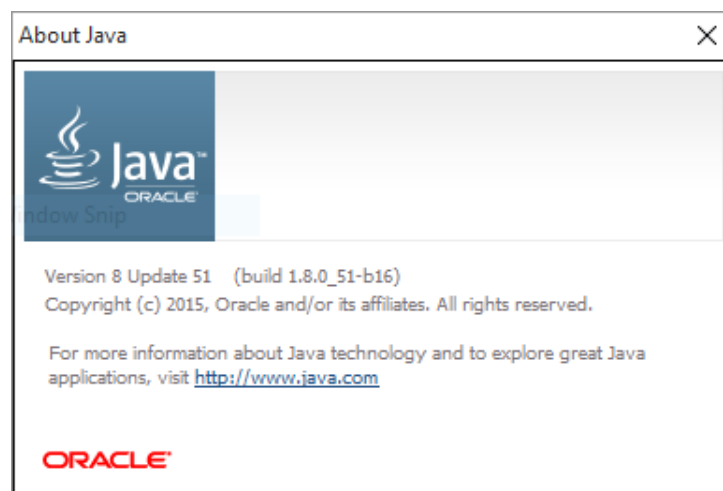 About Java
Java™
ORACLE
indow Snip
Version 8 Update 51 (build 1.8.0_51-b16)
Copyright (c) 2015, Oracle and/or its affiliates. All rights reserved.
For more information about Java technology and to explore great Java
applications, visit http://www.java.com
ORACLE